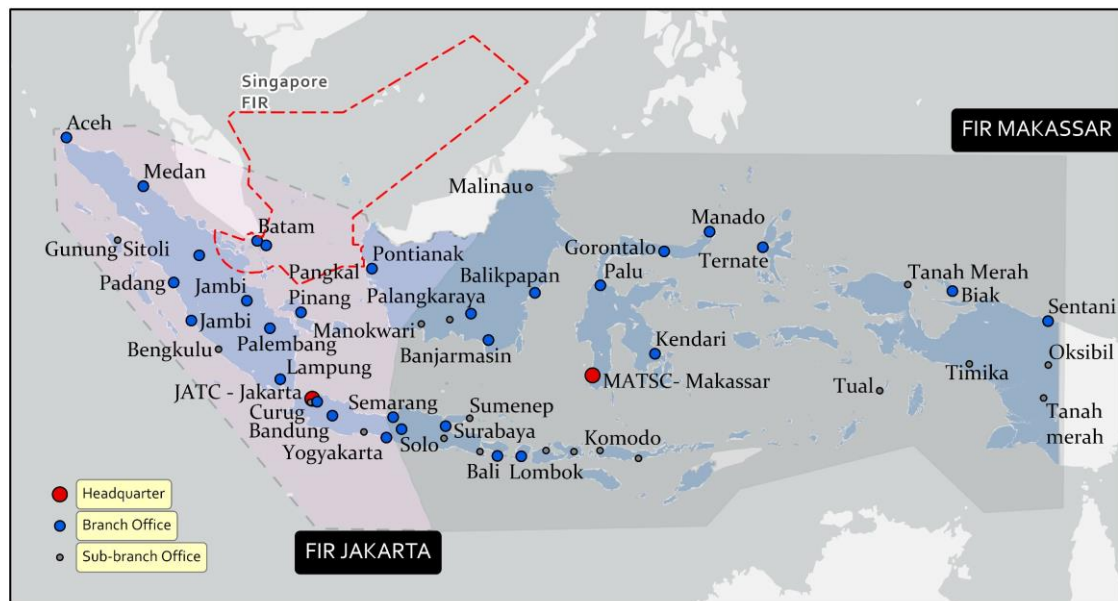 Singapore
FIR
Aceh
FIR MAKASSAR
Medan
Malinau
Batam
Manado
Gunung Sitoli
Pangkal
Pinang
Pontianak
Gorontalo
Ternate
Padang
Jambi
Balikpapan
Palu
Tanah Merah
Biak
Palangkaraya
Jambi
Manokwari
Sentani
Palembang
Bengkulu
Banjarmasin
Kendari
Oksibil
Lampung
Timika
JATC - Jakarta
MATSC- Makassar
Tual
Curug
Semarang
Sumenep
Tanah
merah
Bandung
Solo
Surabaya
Komodo
Yogyakarta
Bali
Lombok
Headquarter
Branch Office
Sub-branch Office
FIR JAKARTA